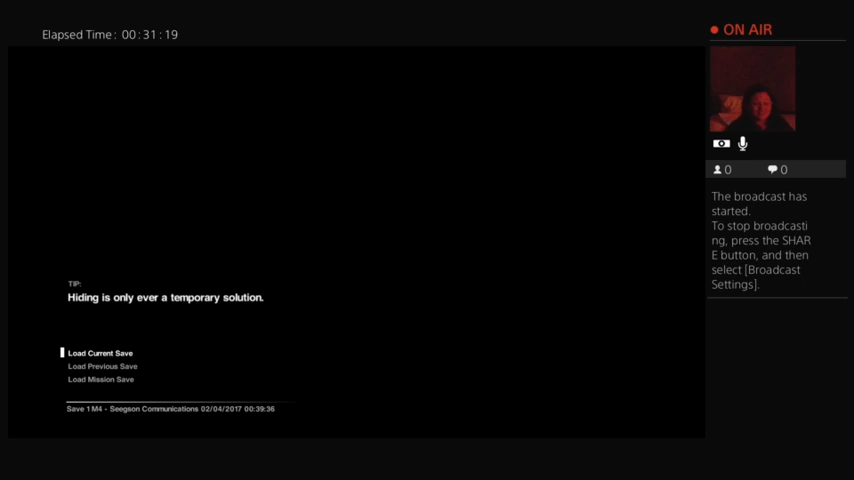 Elapsed Time: 00:31:19
ON AIR
TIP:
Hiding is only ever a temporary solution.
Load Current Save
Load Previous Save
Load Mission Save
Save 1 M4 - Seegson Communications 02/04/2017 00:39:36
0 0
The broadcast has
started.
To stop broadcasti
ng, press the SHAR
E button, and then
select [Broadcast
Settings].